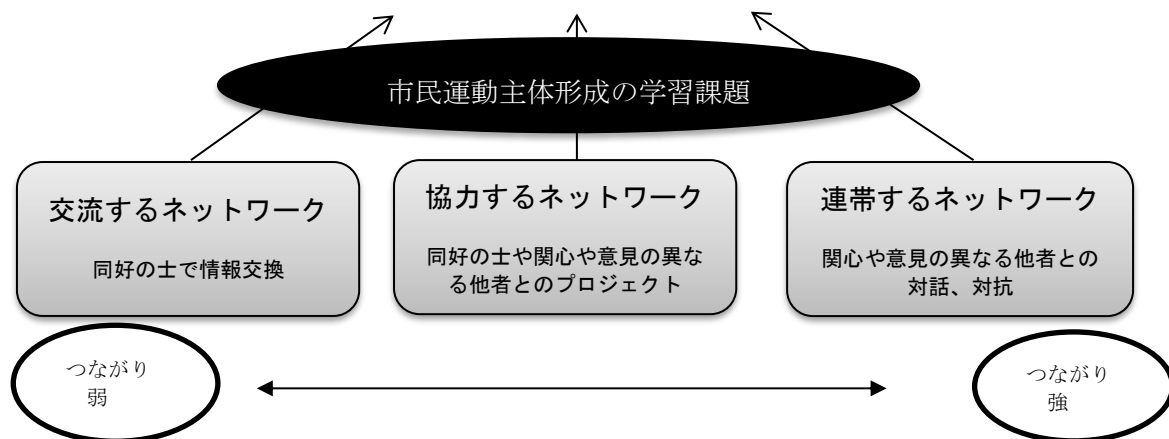 市民運動主体形成の学習課題
交流するネットワーク
同好の士で情報交換
協力するネットワーク
同好の士や関心や意見の異な
る他者とのプロジェクト
連帯するネットワーク
関心や意見の異なる他者との
対話、対抗
つながり
弱
つながり
強